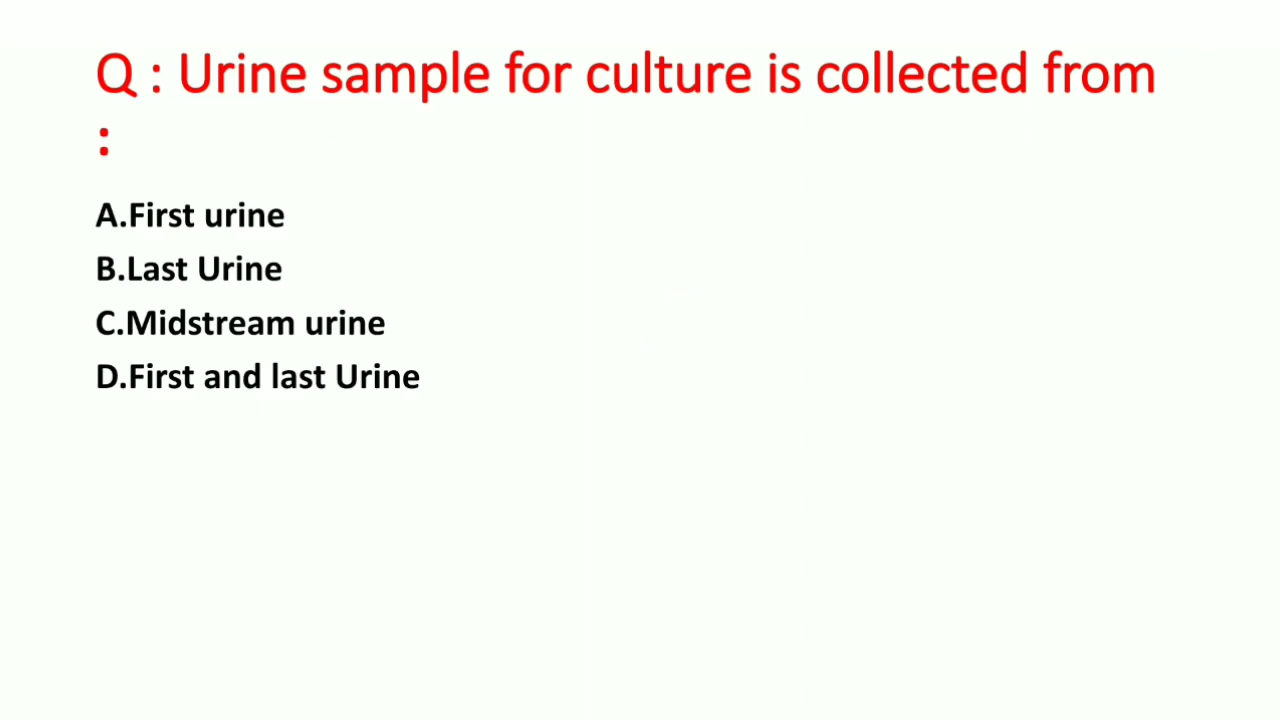 Q : Urine sample for culture is collected from
:
A.First urine
B.Last Urine
C.Midstream urine
D.First and last Urine